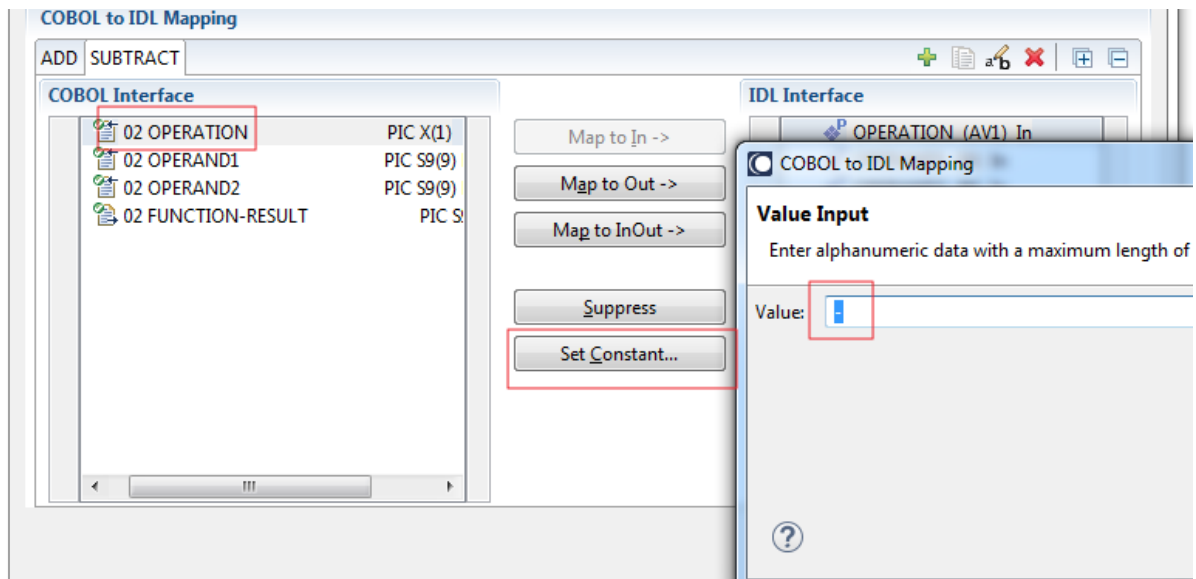 COBOL to IDL Mapping
ADD SUBTRACT
COBOL Interface
IDL Interface
02 OPERATION PIC X(1)
02 OPERAND1 PIC S9(9)
02 OPERAND2 PIC S9(9)
02 FUNCTION-RESULT PIC S
Map to In ->
Map to Out ->
Map to InOut ->
Suppress
Set Constant...
OPERATION (AV1) In
COBOL to IDL Mapping
Value Input
Enter alphanumeric data with a maximum length of
Value: -